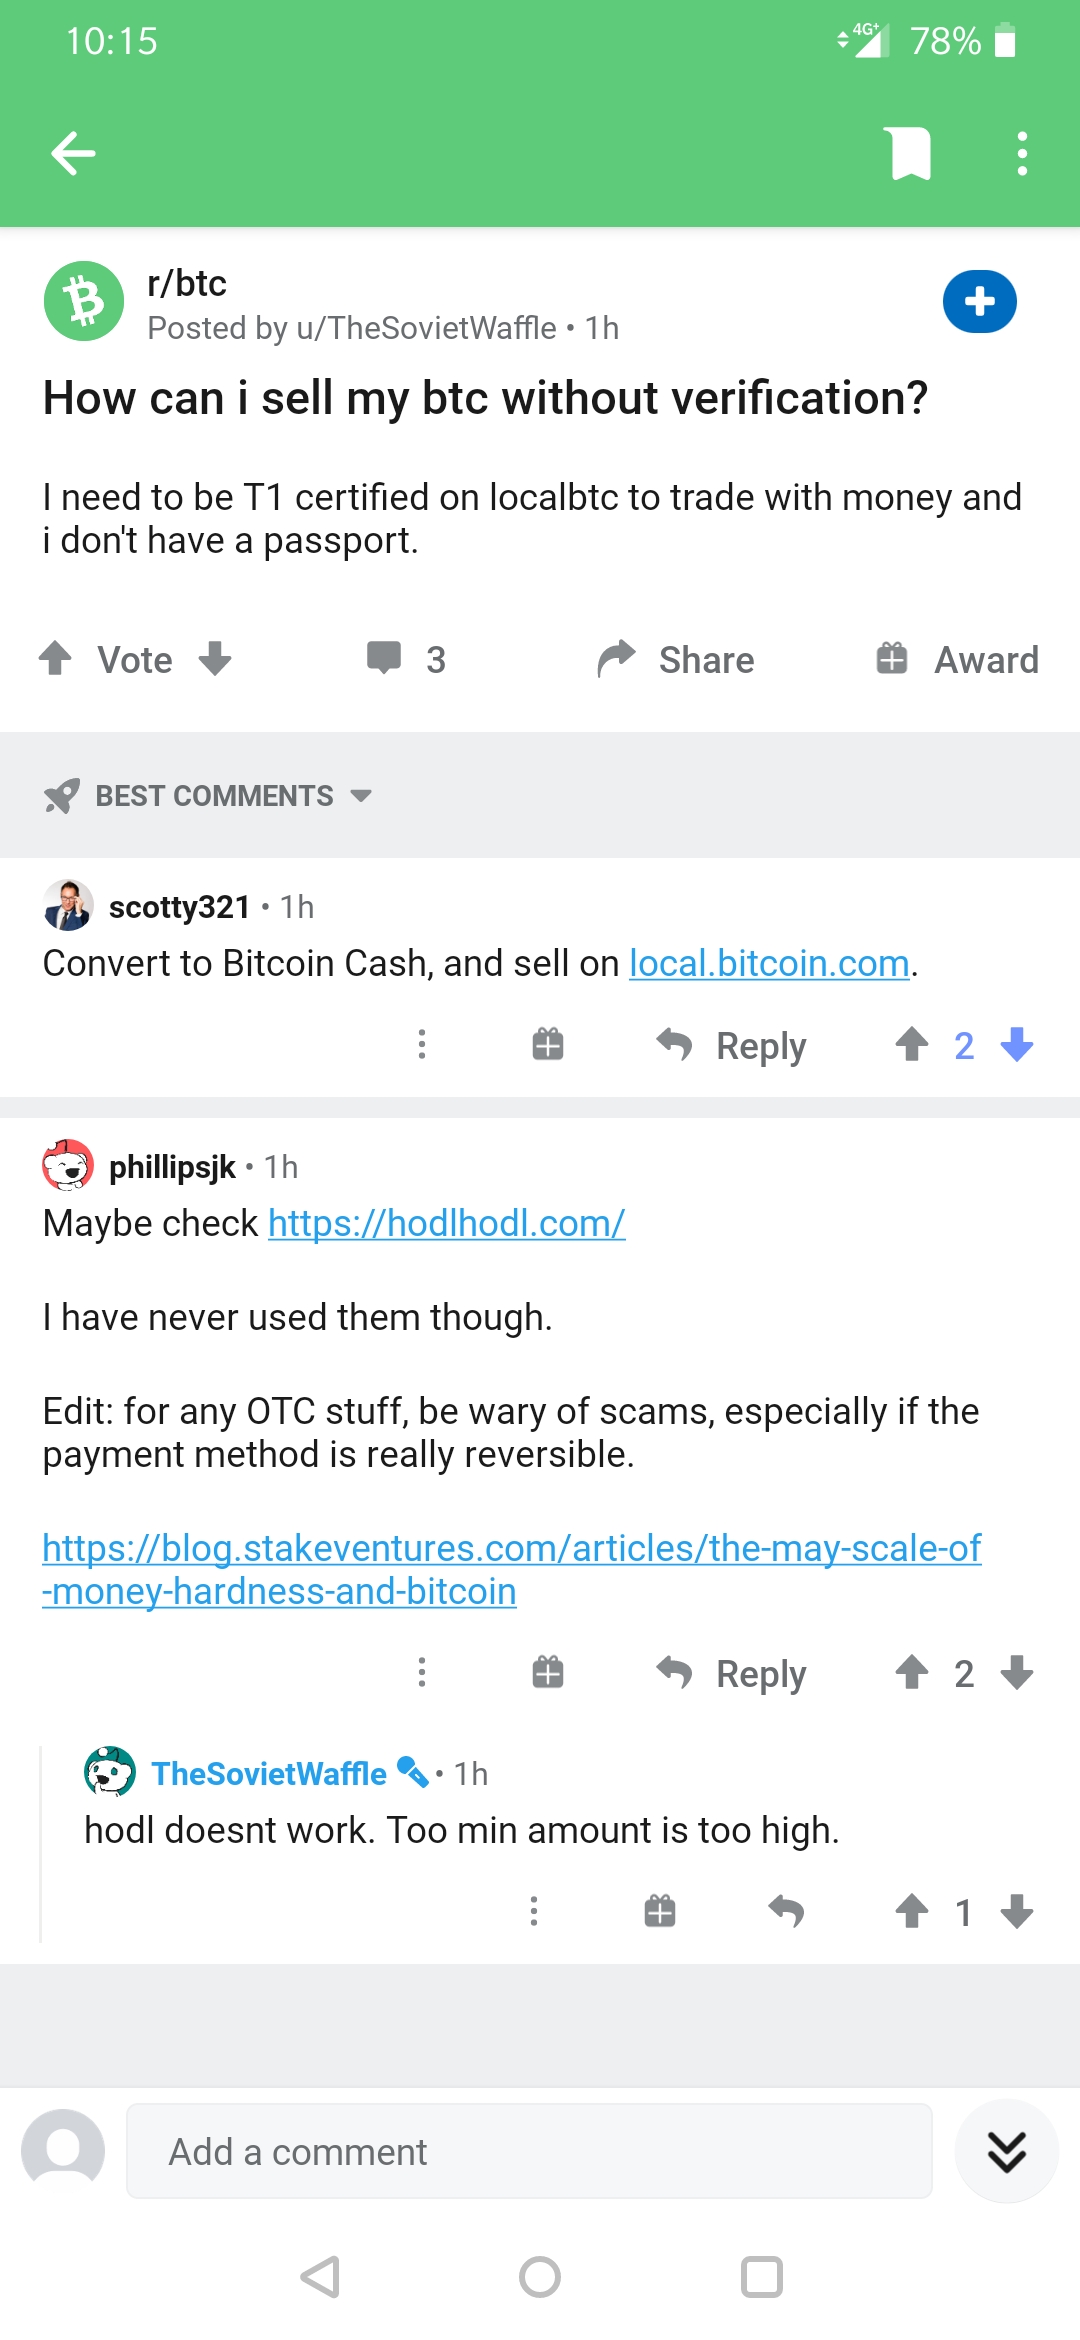 10:15
4G+ 78%
r/btc
Posted by u/TheSovietWaffle • 1h
How can i sell my btc without verification?
I need to be T1 certified on localbtc to trade with money and
i don't have a passport.
Vote 3 Share Award
BEST COMMENTS
scotty321 • 1h
Convert to Bitcoin Cash, and sell on local.bitcoin.com.
Reply 2
phillipsjk • 1h
Maybe check https://hodlhodl.com/
I have never used them though.
Edit: for any OTC stuff, be wary of scams, especially if the
payment method is really reversible.
https://blog.stakeventures.com/articles/the-may-scale-of
-money-hardness-and-bitcoin
Reply 2
TheSovietWaffle • 1h
hodl doesnt work. Too min amount is too high.
1
Add a comment